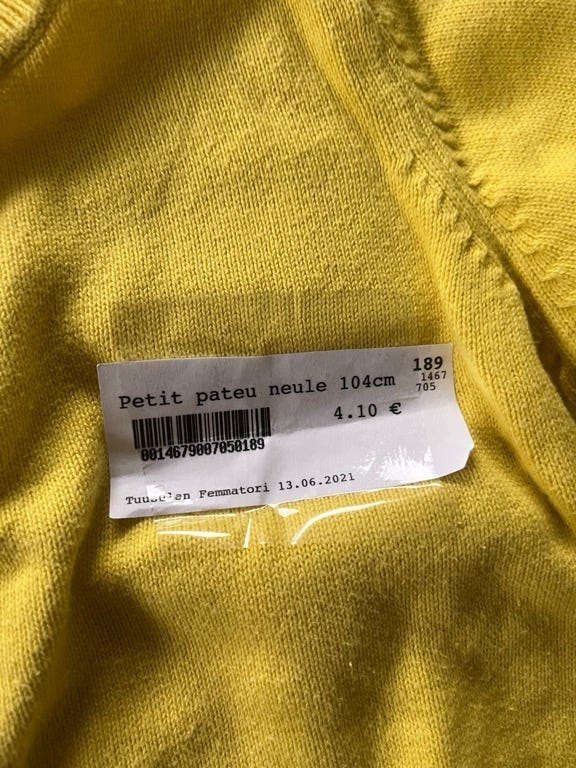 Petit pateu neule 104cm
189
1467
705
4.10 €
0014679007050189
Tuusulan Femmatori 13.06.2021